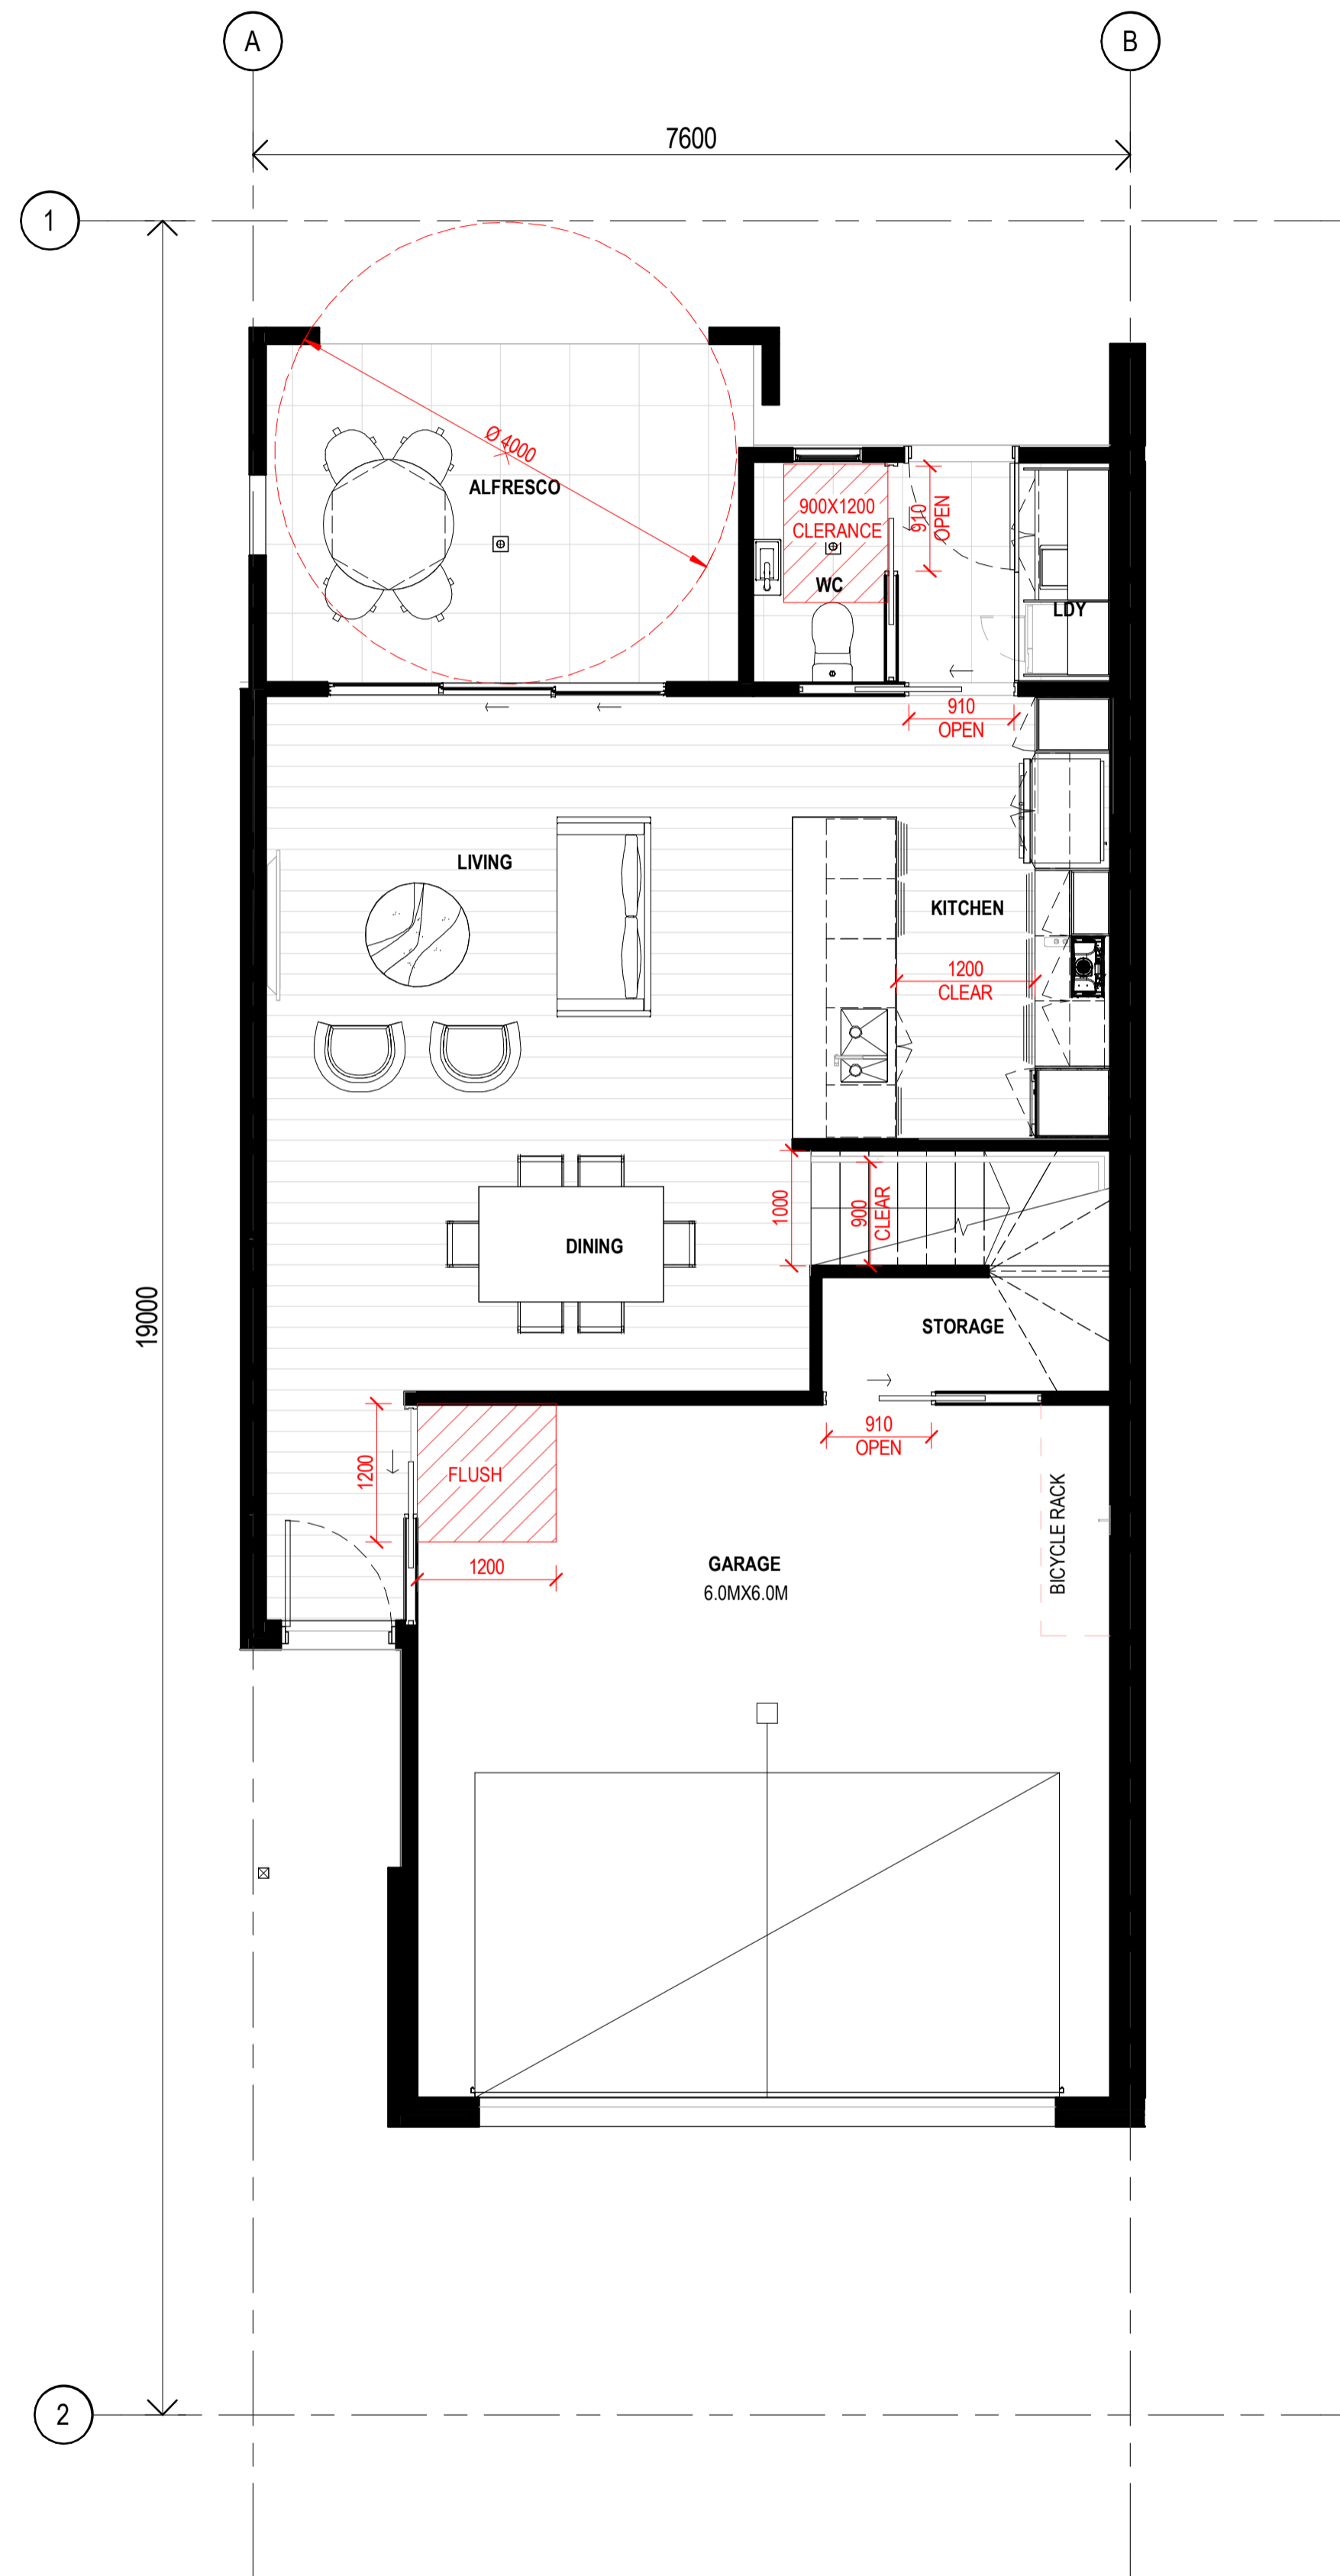 A
B
7600
1
Ø 4000
ALFRESCO
900X1200
CLERANCE
910
OPEN
WC
LDY
910
OPEN
LIVING
KITCHEN
1200
CLEAR
1000
900
CLEAR
DINING
19000
STORAGE
910
OPEN
1200
FLUSH
1200
GARAGE
6.0MX6.0M
BICYCLE RACK
2